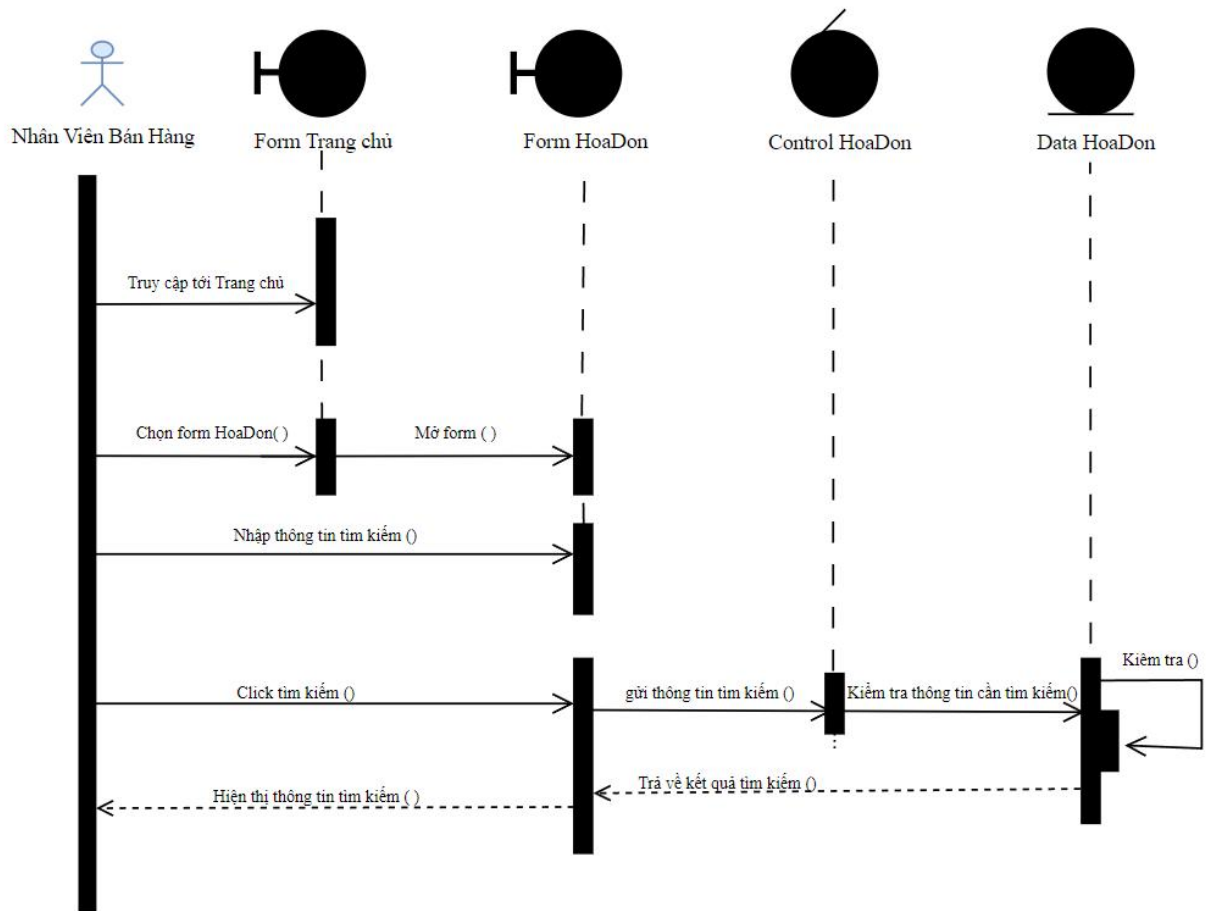 Nhân Viên Bán Hàng
Form Trang chủ
Form HoaDon
Control HoaDon
Data HoaDon
Truy cập tới Trang chủ
Chọn form HoaDon( )
Mở form ( )
Nhập thông tin tìm kiếm ()
Kiểm tra ()
Click tìm kiếm ()
gửi thông tin tìm kiếm ()
Kiểm tra thông tin cần tìm kiếm()
Trả về kết quả tìm kiếm ()
Hiện thị thông tin tìm kiếm ( )